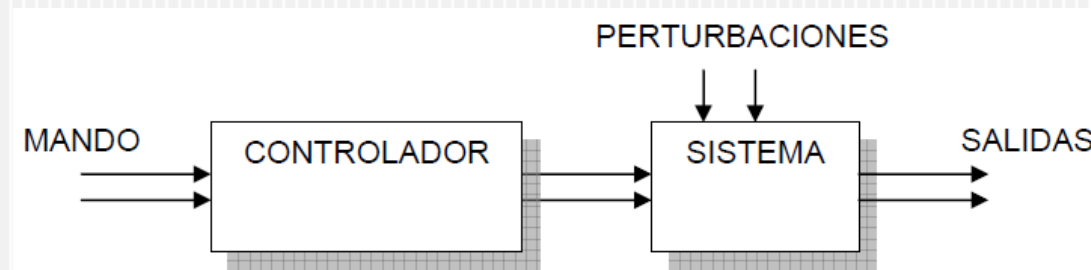 PERTURBACIONES
MANDO
CONTROLADOR
SISTEMA
SALIDAS